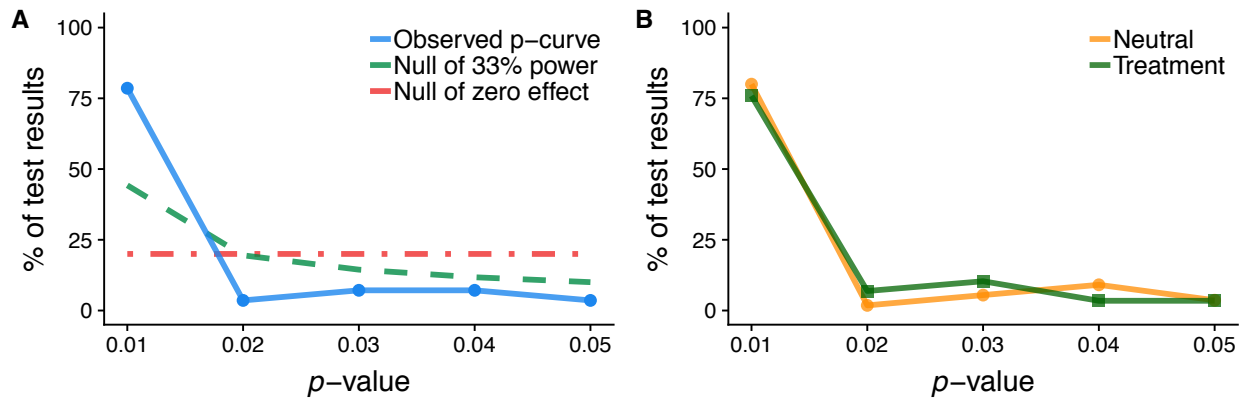 A
% of test results
100
75
50
25
0
0.01 0.02 0.03 0.04 0.05
p−value
Observed p−curve
Null of 33% power
Null of zero effect
B
% of test results
100
75
50
25
0
0.01 0.02 0.03 0.04 0.05
p−value
Neutral
Treatment